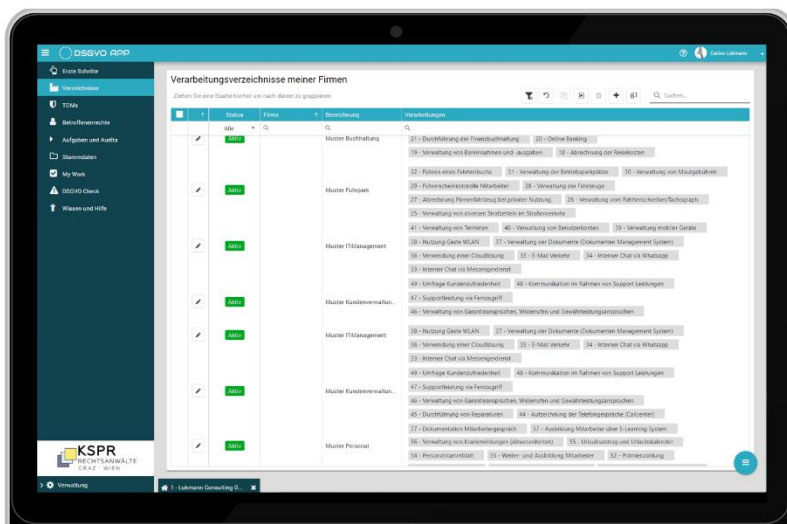 DSGVO APP
Garino Lukmann
Erste Schritte
Verzeichnisse
TOMs
Betroffenenrechte
Aufgaben und Audits
Stammdaten
My Work
DSGVO Check
Wissen und Hilfe
KSPR
RECHTSANWÄLTE
GRAZ - WIEN
Verwaltung
Verarbeitungsverzeichnisse meiner Firmen
Ziehen Sie eine Spalte hierher um nach dieser zu gruppieren
Suchen...
Status Firma Bezeichnung Verarbeitungen
Alle
Aktiv Muster Buchhaltung 21 - Durchführung der Finanzbuchhaltung 20 - Online Banking
19 - Verwaltung von Bareinnahmen und -ausgaben 18 - Abrechnung der Reisekosten
32 - Führen eines Fahrtenbuchs 31 - Verwaltung der Betriebsparkplätze 30 - Verwaltung von Mautgebühren
Aktiv Muster Fuhrpark 29 - Führerscheinkontrolle Mitarbeiter 28 - Verwaltung der Fahrzeuge
27 - Abrechnung Firmenfahrzeug bei privater Nutzung 26 - Verwaltung vom Fahrtenschreiber/Tachograph
25 - Verwaltung von diversen Strafzetteln im Straßenverkehr
41 - Verwaltung von Terminen 40 - Verwaltung von Benutzerkonten 39 - Verwaltung mobiler Geräte
Aktiv Muster IT-Management 38 - Nutzung Gäste WLAN 37 - Verwaltung der Dokumente (Dokumenten Management System)
36 - Verwendung einer Cloudlösung 35 - E-Mail Verkehr 34 - Interner Chat via Whatsapp
33 - Interner Chat via Messengerdienst
49 - Umfrage Kundenzufriedenheit 48 - Kommunikation im Rahmen von Support Leistungen
Aktiv Muster Kundenverwaltun... 47 - Supportleistung via Fernzugriff
46 - Verwaltung von Garantieansprüchen, Widerrufen und Gewährleistungsansprüchen
Aktiv Muster IT-Management 38 - Nutzung Gäste WLAN 37 - Verwaltung der Dokumente (Dokumenten Management System)
36 - Verwendung einer Cloudlösung 35 - E-Mail Verkehr 34 - Interner Chat via Whatsapp
33 - Interner Chat via Messengerdienst
49 - Umfrage Kundenzufriedenheit 48 - Kommunikation im Rahmen von Support Leistungen
Aktiv Muster Kundenverwaltun... 47 - Supportleistung via Fernzugriff
46 - Verwaltung von Garantieansprüchen, Widerrufen und Gewährleistungsansprüchen
45 - Durchführung von Reparaturen 44 - Aufzeichnung der Telefongespräche (Callcenter)
77 - Dokumentation Mitarbeitergespräch 57 - Ausbildung Mitarbeiter über E-Learning System
Aktiv Muster Personal 56 - Verwaltung von Krankmeldungen (Abwesenheiten) 55 - Urlaubsantrag und Urlaubskalender
54 - Personalstammblatt 53 - Weiter- und Ausbildung Mitarbeiter 52 - Prämienzahlung
1 - Lukmann Consulting G...